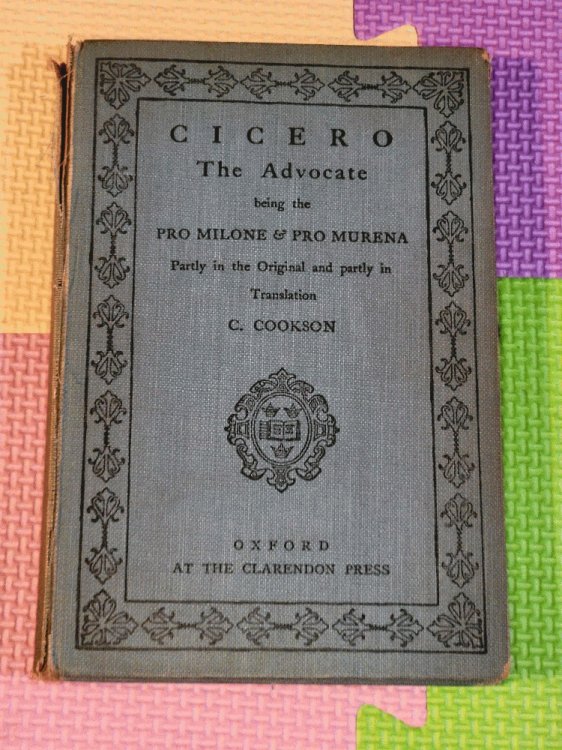 CICERO
The Advocate
being the
PRO MILONE & PRO MURENA
Partly in the Original and partly in
Translation
C. COOKSON
OXFORD
AT THE CLARENDON PRESS